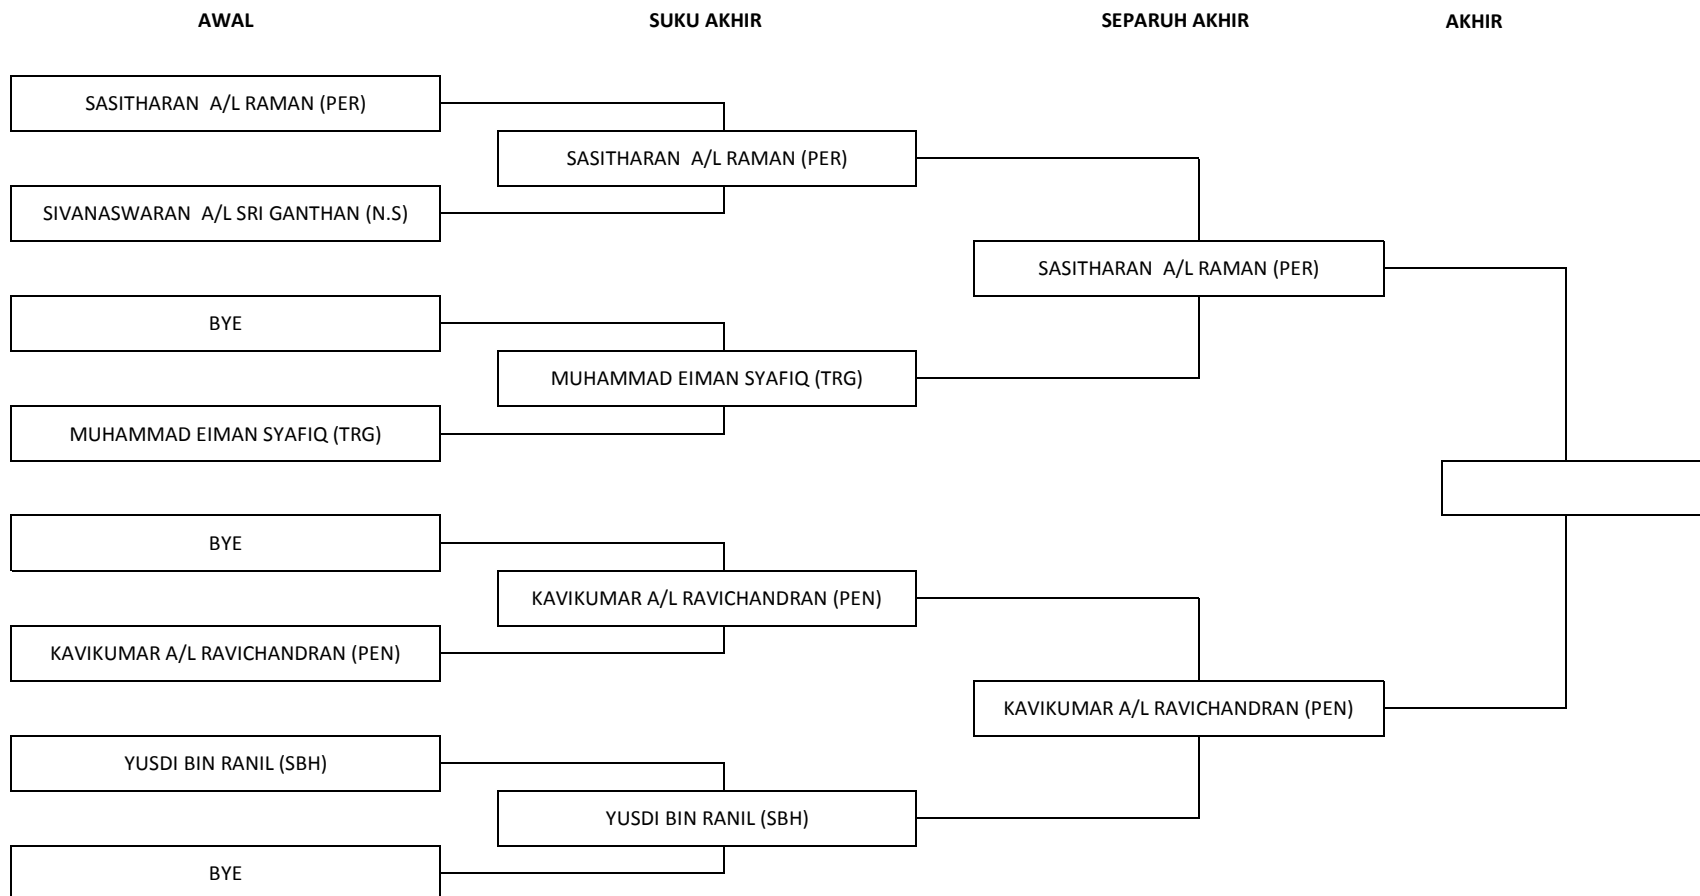 AWAL SUKU AKHIR SEPARUH AKHIR AKHIR
SASITHARAN A/L RAMAN (PER)
SASITHARAN A/L RAMAN (PER)
SIVANASWARAN A/L SRI GANTHAN (N.S)
SASITHARAN A/L RAMAN (PER)
BYE
MUHAMMAD EIMAN SYAFIQ (TRG)
MUHAMMAD EIMAN SYAFIQ (TRG)
BYE
KAVIKUMAR A/L RAVICHANDRAN (PEN)
KAVIKUMAR A/L RAVICHANDRAN (PEN)
KAVIKUMAR A/L RAVICHANDRAN (PEN)
YUSDI BIN RANIL (SBH)
YUSDI BIN RANIL (SBH)
BYE